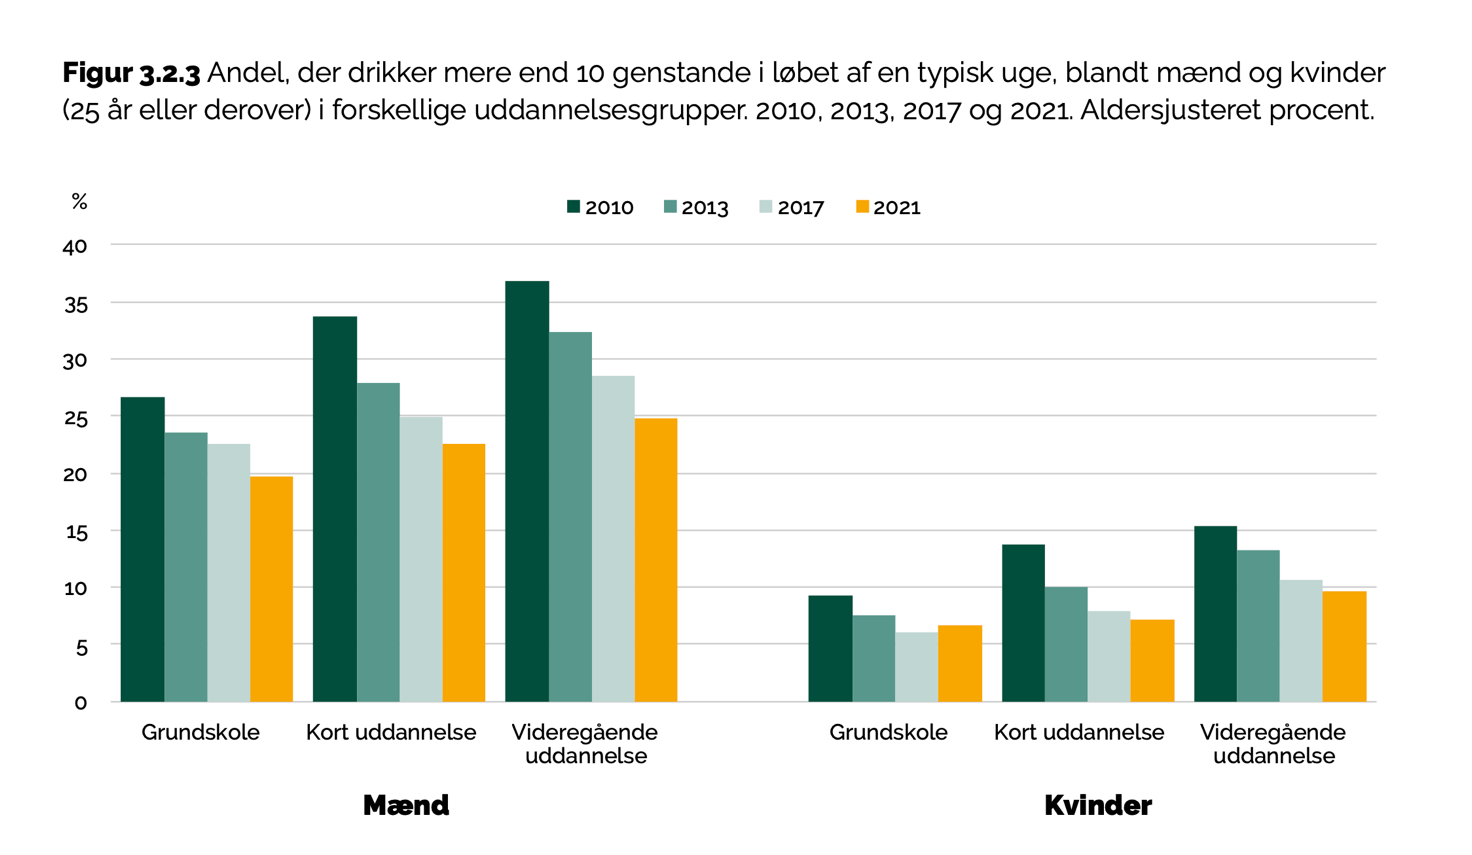 Figur 3.2.3 Andel, der drikker mere end 10 genstande i løbet af en typisk uge, blandt mænd og kvinder
(25 år eller derover) i forskellige uddannelsesgrupper. 2010, 2013, 2017 og 2021. Aldersjusteret procent.
%
2010 2013 2017 2021
40
35
30
25
20
15
10
5
0
Grundskole Kort uddannelse Videregående Grundskole Kort uddannelse Videregående
uddannelse uddannelse
Mænd Kvinder